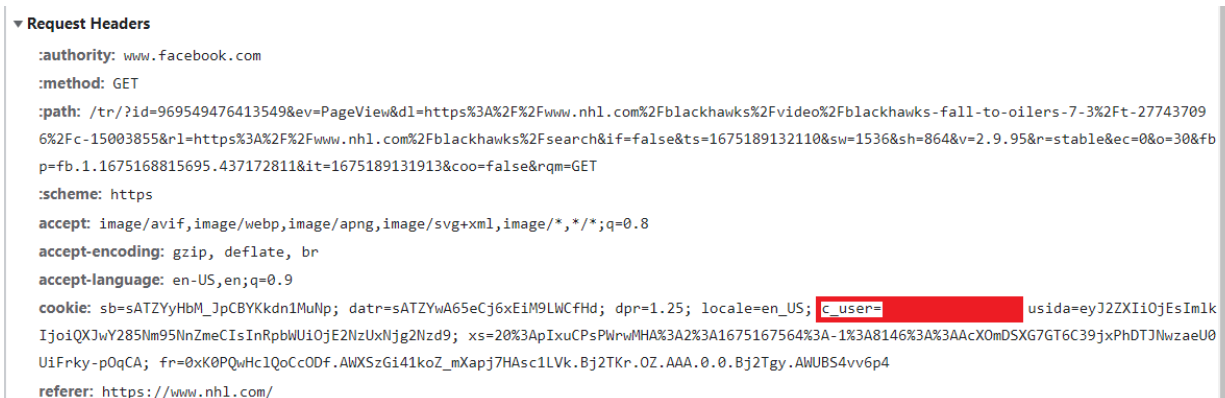 ▾ Request Headers
:authority: www.facebook.com
:method: GET
:path: /tr/?id=969549476413549&ev=PageView&dl=https%3A%2F%2Fwww.nhl.com%2Fblackhawks%2Fvideo%2Fblackhawks-fall-to-oilers-7-3%2Ft-27743709
6%2Fc-15003855&rl=https%3A%2F%2Fwww.nhl.com%2Fblackhawks%2Fsearch&if=false&ts=1675189132110&sw=1536&sh=864&v=2.9.95&r=stable&ec=0&o=30&fb
p=fb.1.1675168815695.437172811&it=1675189131913&coo=false&rqm=GET
:scheme: https
accept: image/avif,image/webp,image/apng,image/svg+xml,image/*,*/*;q=0.8
accept-encoding: gzip, deflate, br
accept-language: en-US,en;q=0.9
cookie: sb=sATZYyHbM_JpCBYKkdn1MuNp; datr=sATZYwA65eCj6xEiM9LWCfHd; dpr=1.25; locale=en_US; c_user= usida=eyJ2ZXIiOjEsImlk
IjoiQXJwY285Nm95NnZmeCIsInRpbWUiOjE2NzUxNjg2Nzd9; xs=20%3ApIxuCPsPWrwMHA%3A2%3A1675167564%3A-1%3A8146%3A%3AAcXOmDSXG7GT6C39jxPhDTJNwzaeU0
UiFrky-pOqCA; fr=0xK0PQwHclQoCcODf.AWXSzGi41koZ_mXapj7HAsc1LVk.Bj2TKr.OZ.AAA.0.0.Bj2Tgy.AWUBS4vv6p4
referer: https://www.nhl.com/